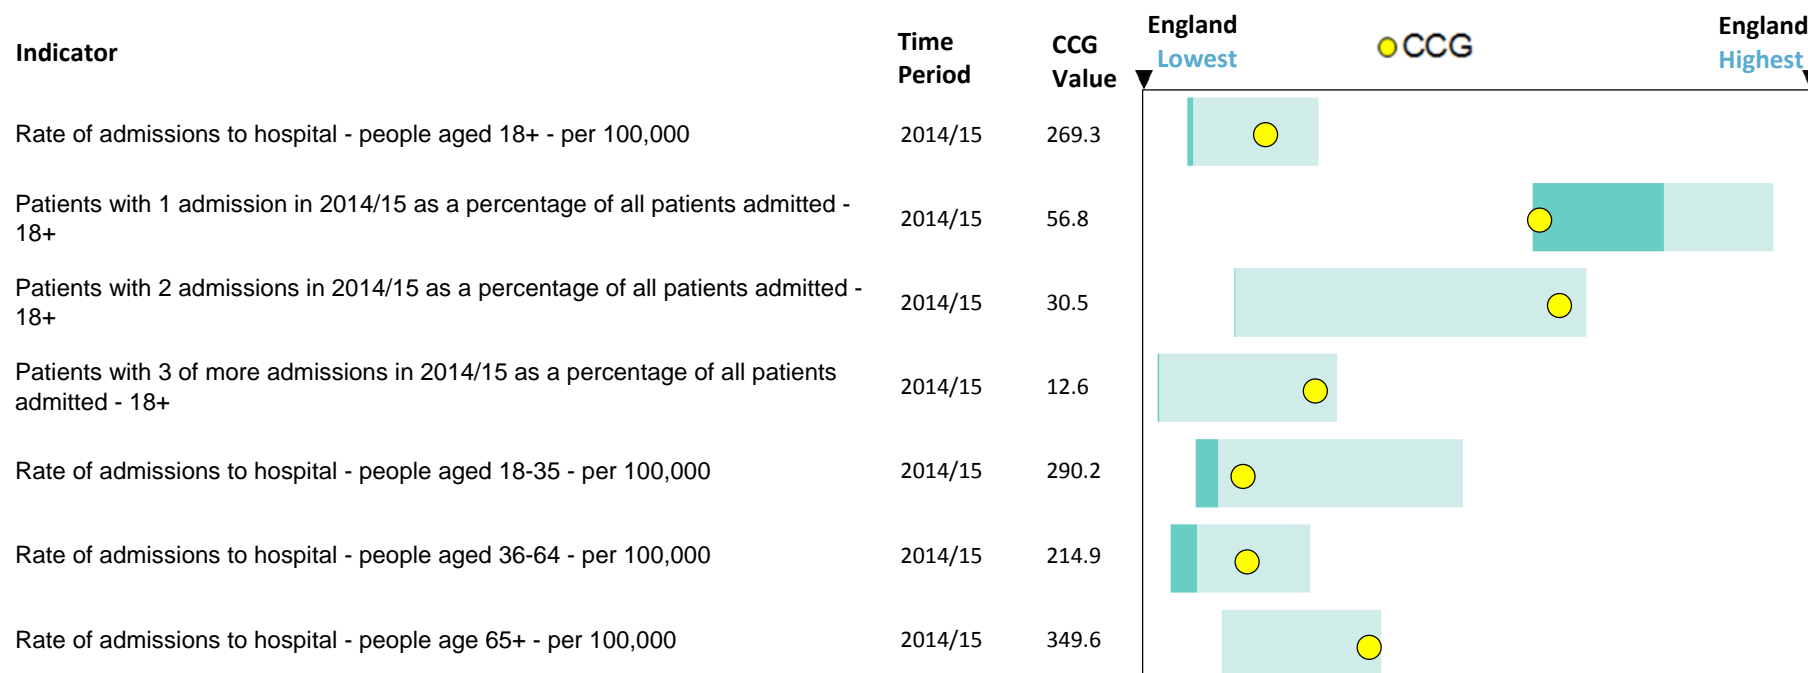 Indicator
Time Period
CCG Value
England Lowest
CCG
England Highest
Rate of admissions to hospital - people aged 18+ - per 100,000 2014/15 269.3
Patients with 1 admission in 2014/15 as a percentage of all patients admitted -
18+
2014/15 56.8
Patients with 2 admissions in 2014/15 as a percentage of all patients admitted -
18+
2014/15 30.5
Patients with 3 of more admissions in 2014/15 as a percentage of all patients
admitted - 18+
2014/15 12.6
Rate of admissions to hospital - people aged 18-35 - per 100,000 2014/15 290.2
Rate of admissions to hospital - people aged 36-64 - per 100,000 2014/15 214.9
Rate of admissions to hospital - people age 65+ - per 100,000 2014/15 349.6